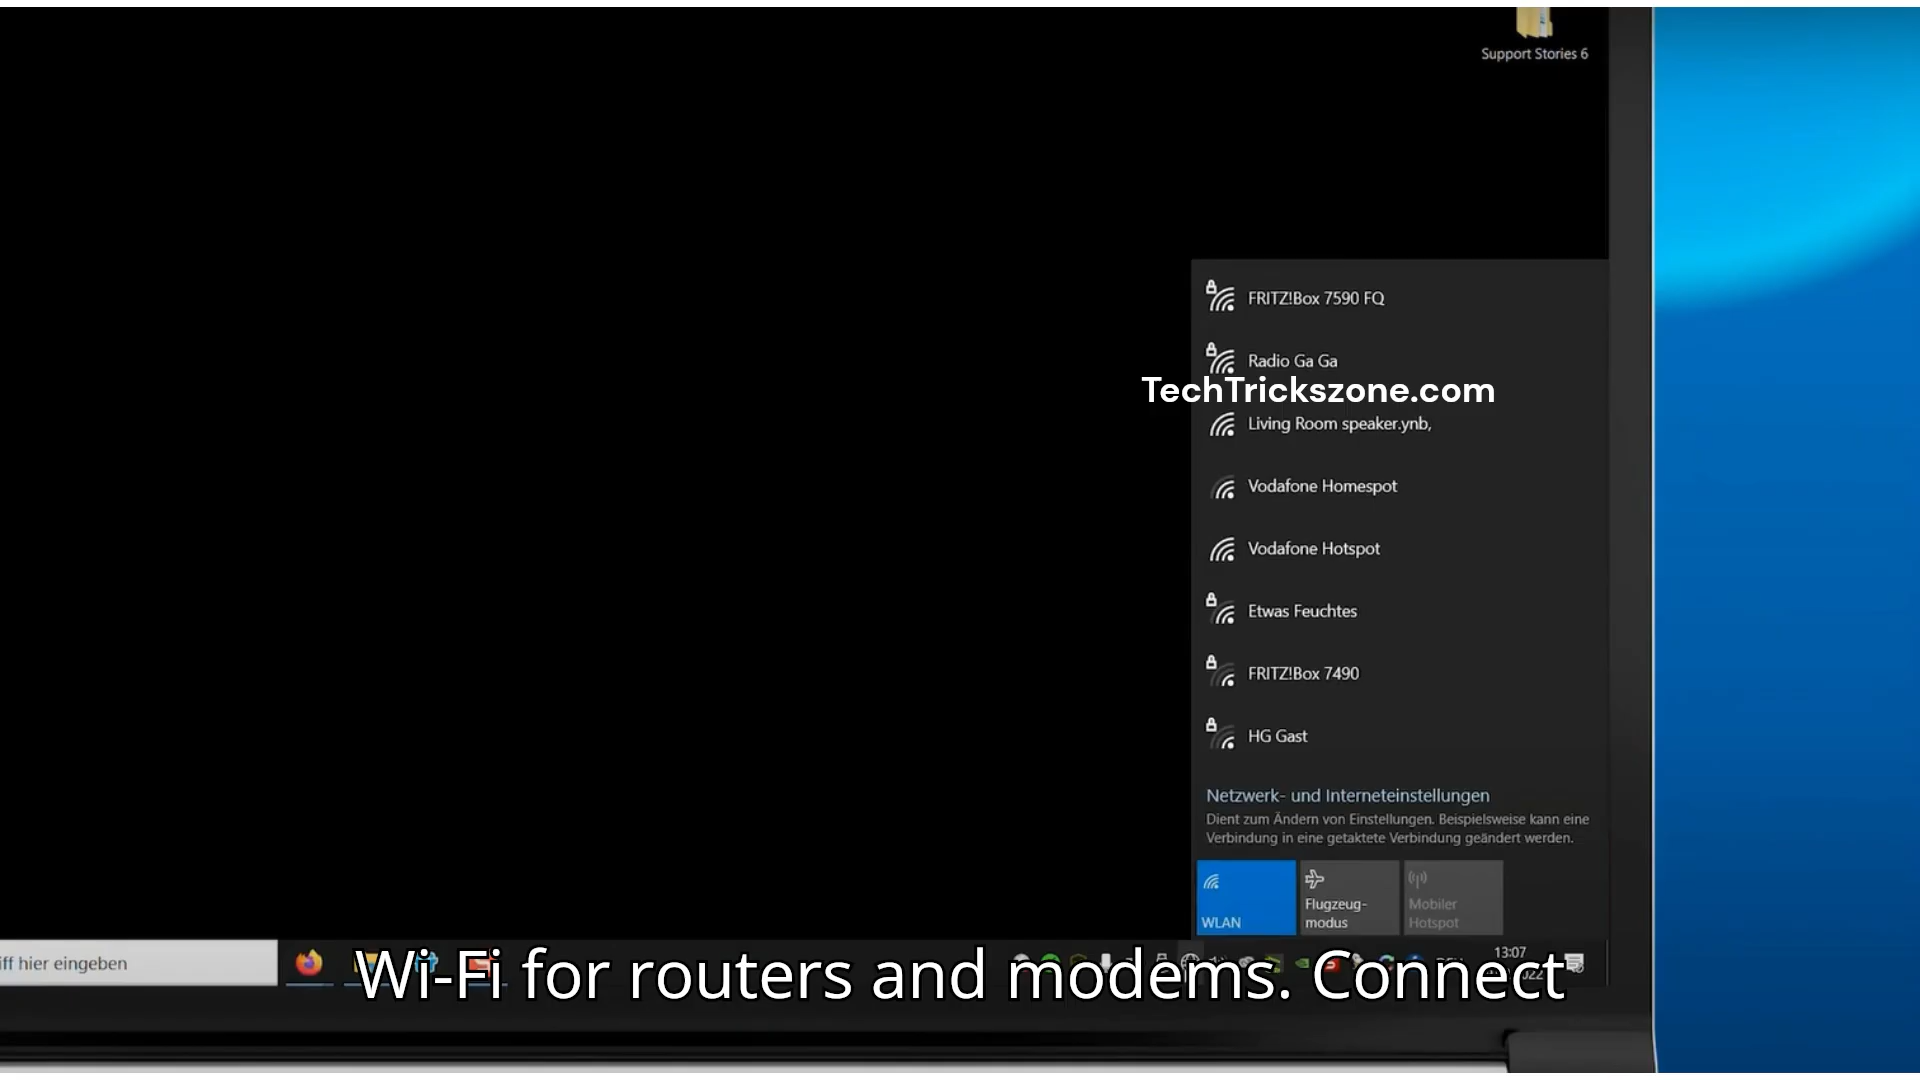 Support Stories 6
FRITZ!Box 7590 FQ
Radio Ga Ga
TechTrickszone.com
Living Room speaker.ynb,
Vodafone Homespot
Vodafone Hotspot
Etwas Feuchtes
FRITZ!Box 7490
HG Gast
Netzwerk- und Interneteinstellungen
Dient zum Ändern von Einstellungen. Beispielsweise kann eine
Verbindung in eine getaktete Verbindung geändert werden.
WLAN
Flugzeug-
modus
Mobiler
Hotspot
hier eingeben
13:07
Wi-Fi for routers and modems. Connect